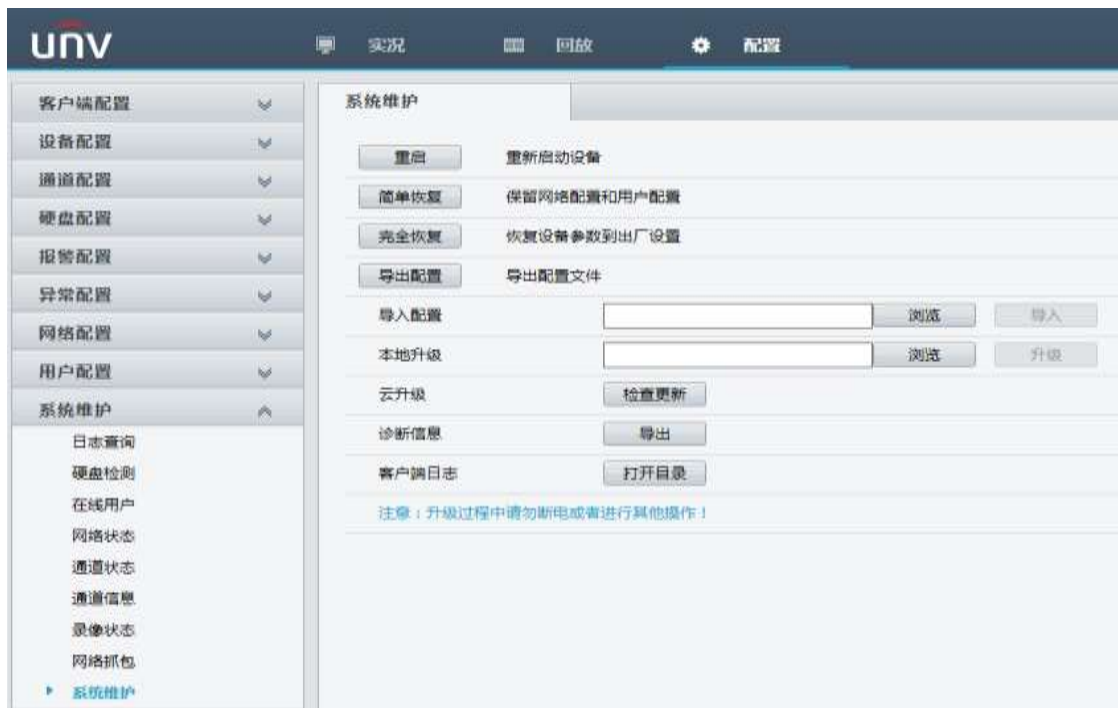 unv
实况
回放
配置
客户端配置
设备配置
通道配置
硬盘配置
报警配置
异常配置
网络配置
用户配置
系统维护
日志查询
硬盘检测
在线用户
网络状态
通道状态
通道信息
录像状态
网络抓包
系统维护
系统维护
重启 重新启动设备
简单恢复 保留网络配置和用户配置
完全恢复 恢复设备参数到出厂设置
导出配置 导出配置文件
导入配置 浏览 导入
本地升级 浏览 升级
云升级 检查更新
诊断信息 导出
客户端日志 打开目录
注意：升级过程中请勿断电或者进行其他操作！